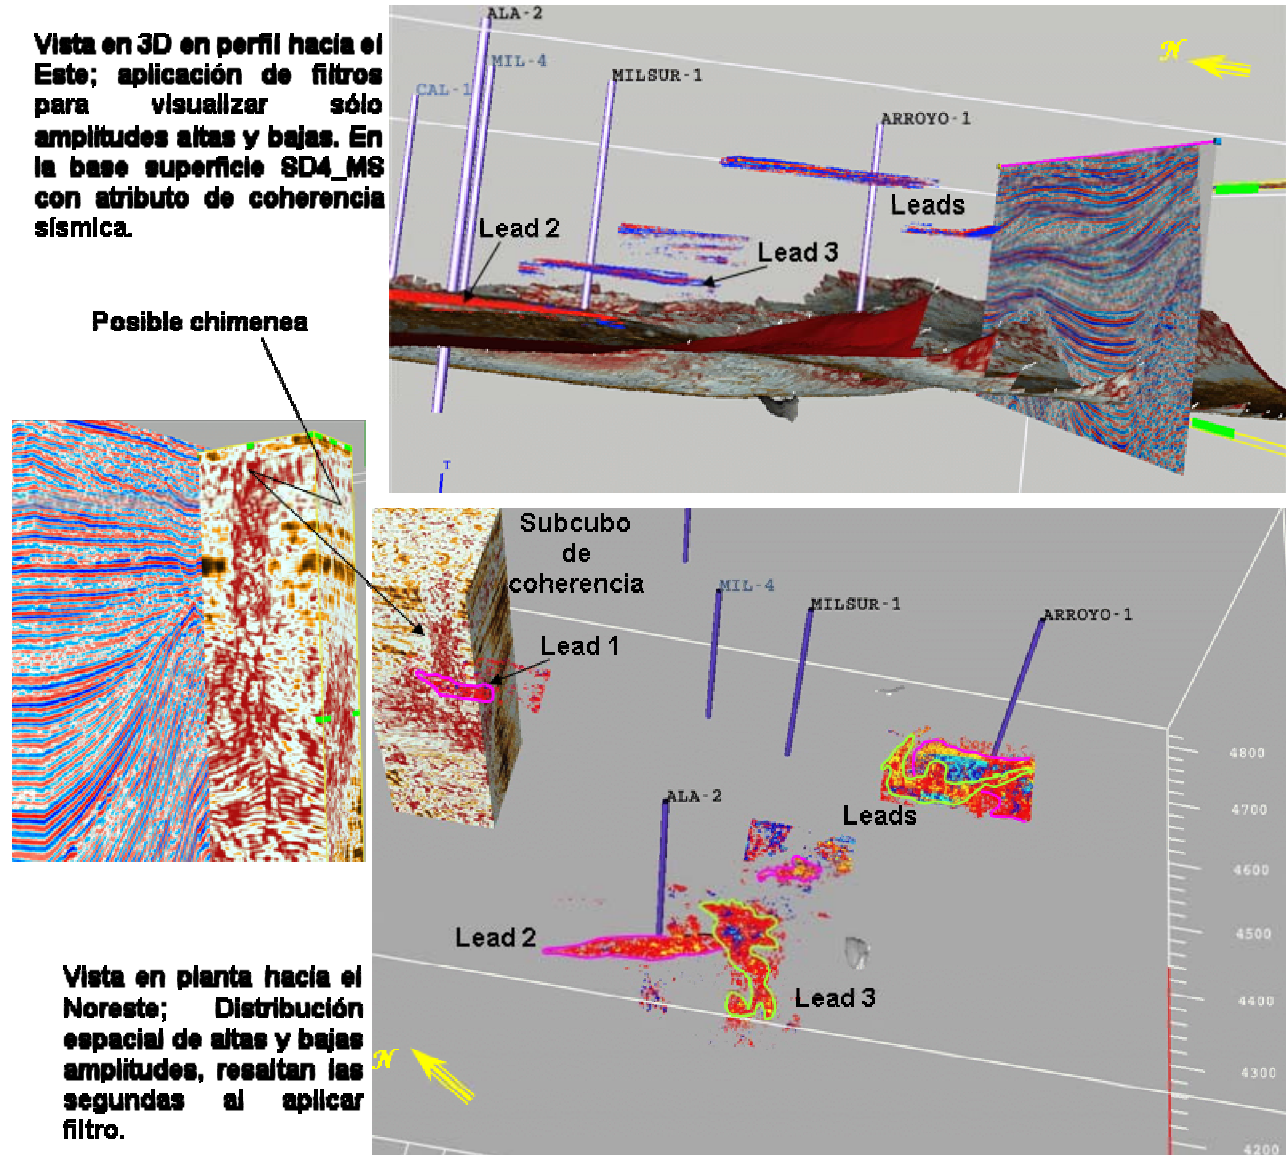 Vista en 3D en perfil hacia el
Este; aplicación de filtros
para visualizar sólo
amplitudes altas y bajas. En
la base superficie SD4_MS
con atributo de coherencia
sísmica.
ALA-2
MIL-4
CAL-1
MILSUR-1
ARROYO-1
N
Leads
Lead 2
Lead 3
T
Posible chimenea
Subcubo
de
coherencia
MIL-4
MILSUR-1
ARROYO-1
Lead 1
ALA-2
Leads
Lead 2
Lead 3
N
4800
4700
4600
4500
4400
4300
4200
Vista en planta hacia el
Noreste; Distribución
espacial de altas y bajas
amplitudes, resaltan las
segundas al aplicar
filtro.